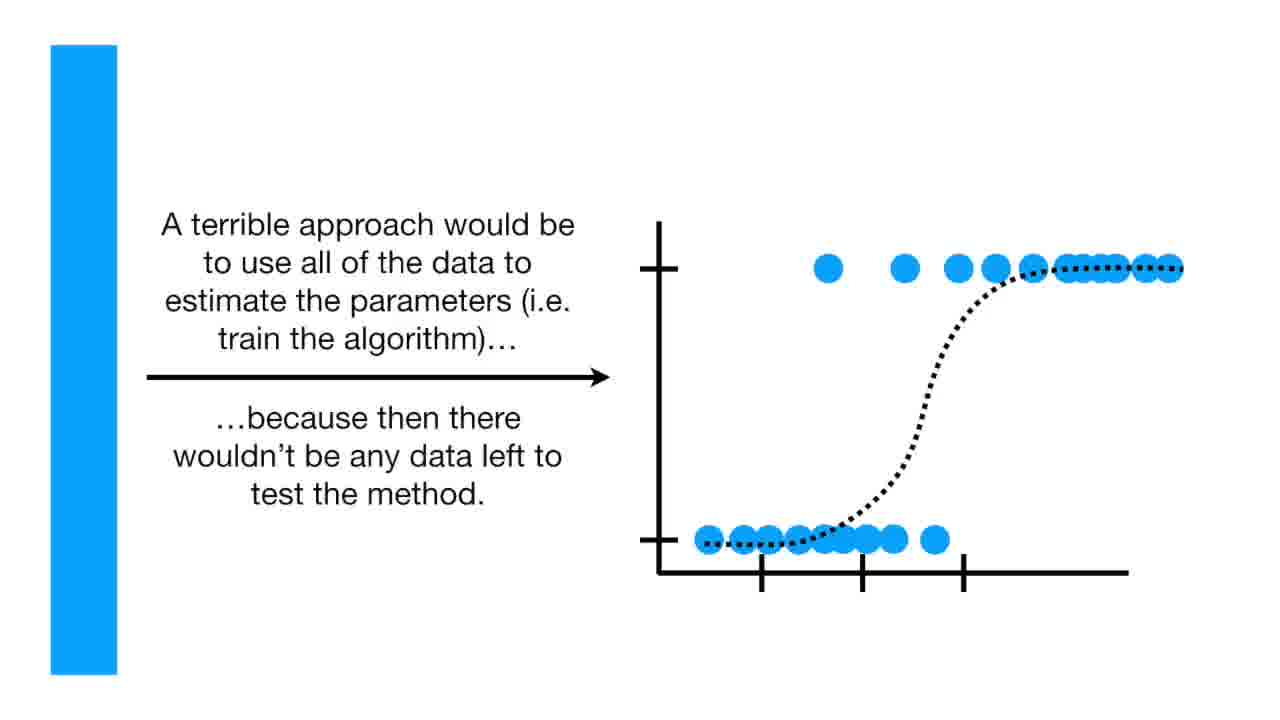 A terrible approach would be
to use all of the data to
estimate the parameters (i.e.
train the algorithm)…
…because then there
wouldn’t be any data left to
test the method.